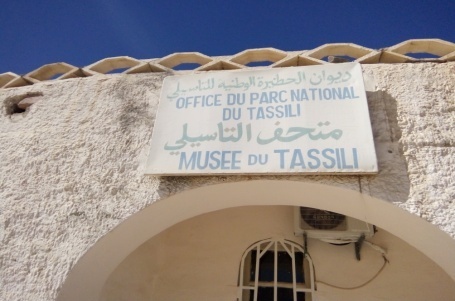 ديوان الحظيرة الوطنية للتاسيلي
OFFICE DU PARC NATIONAL
DU TASSILI
متحف التاسيلي
MUSEE DU TASSILI